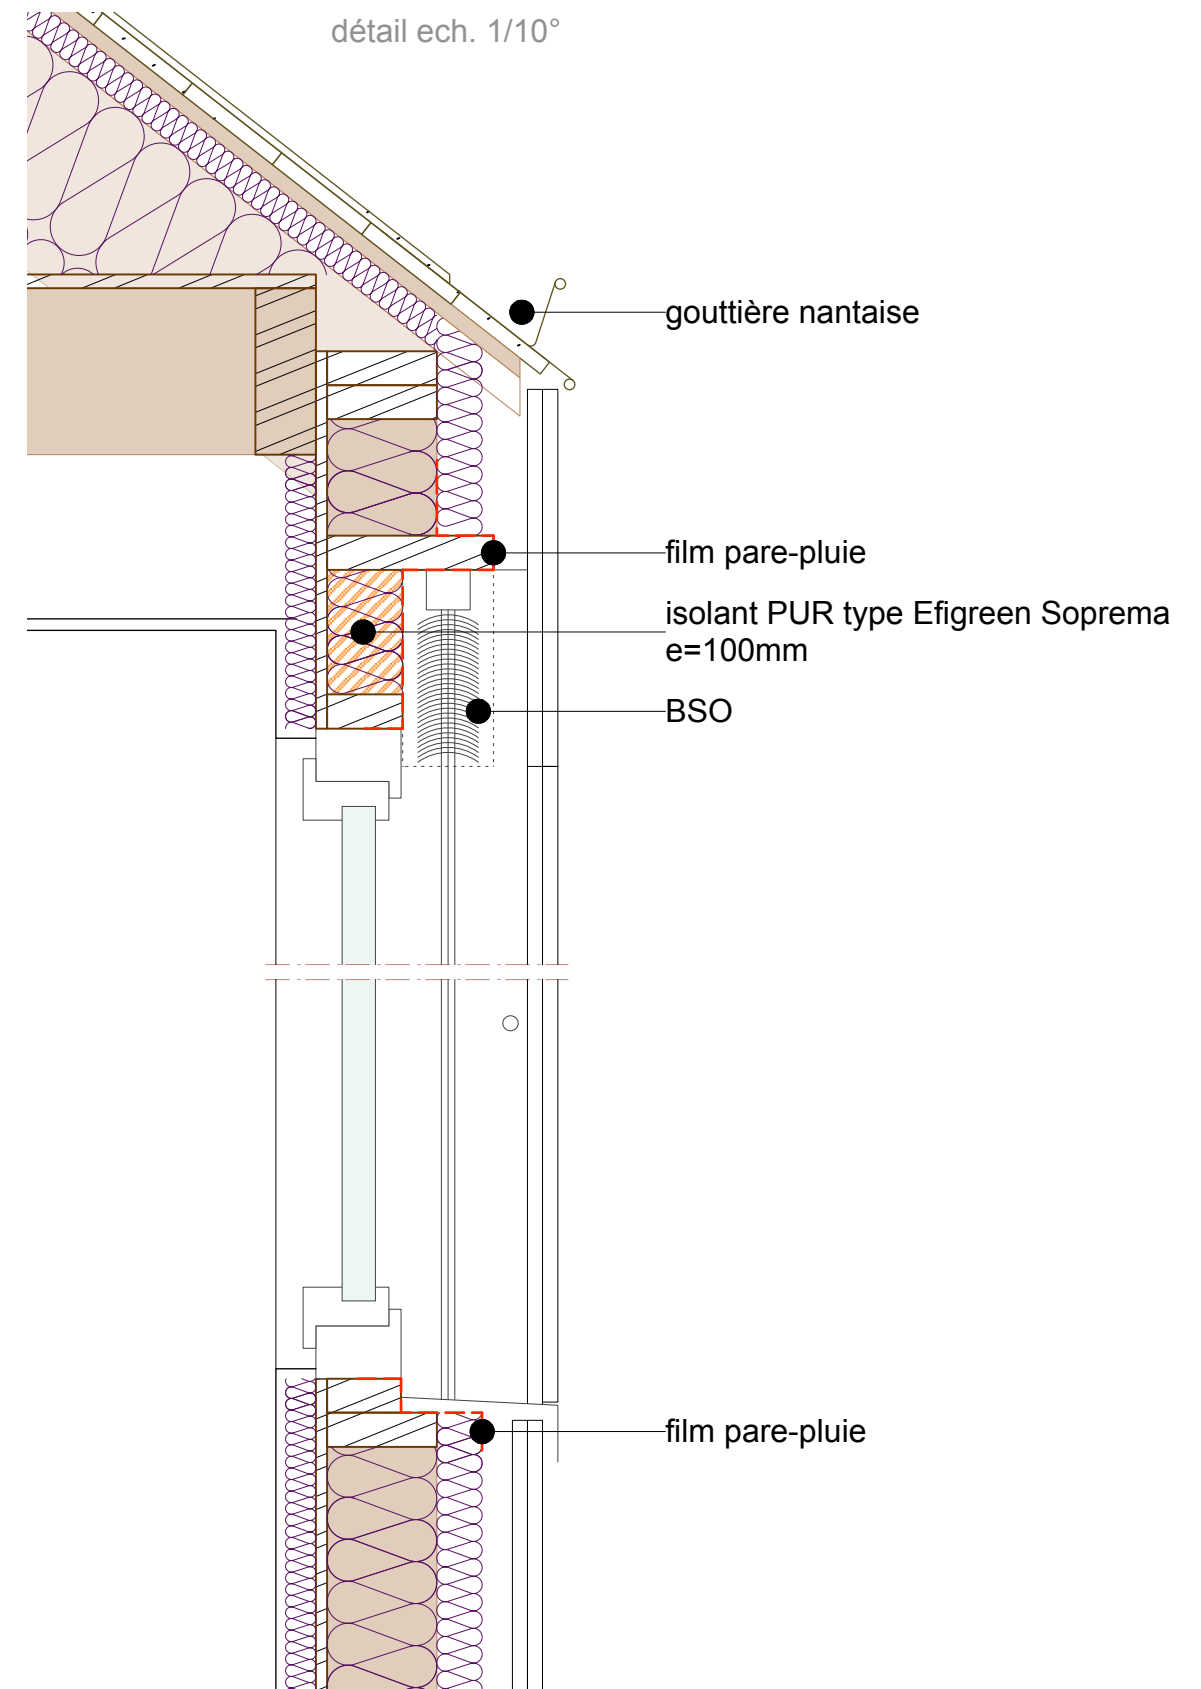 détail ech. 1/10°
gouttière nantaise
film pare-pluie
isolant PUR type Efigreen Soprema
e=100mm
BSO
film pare-pluie